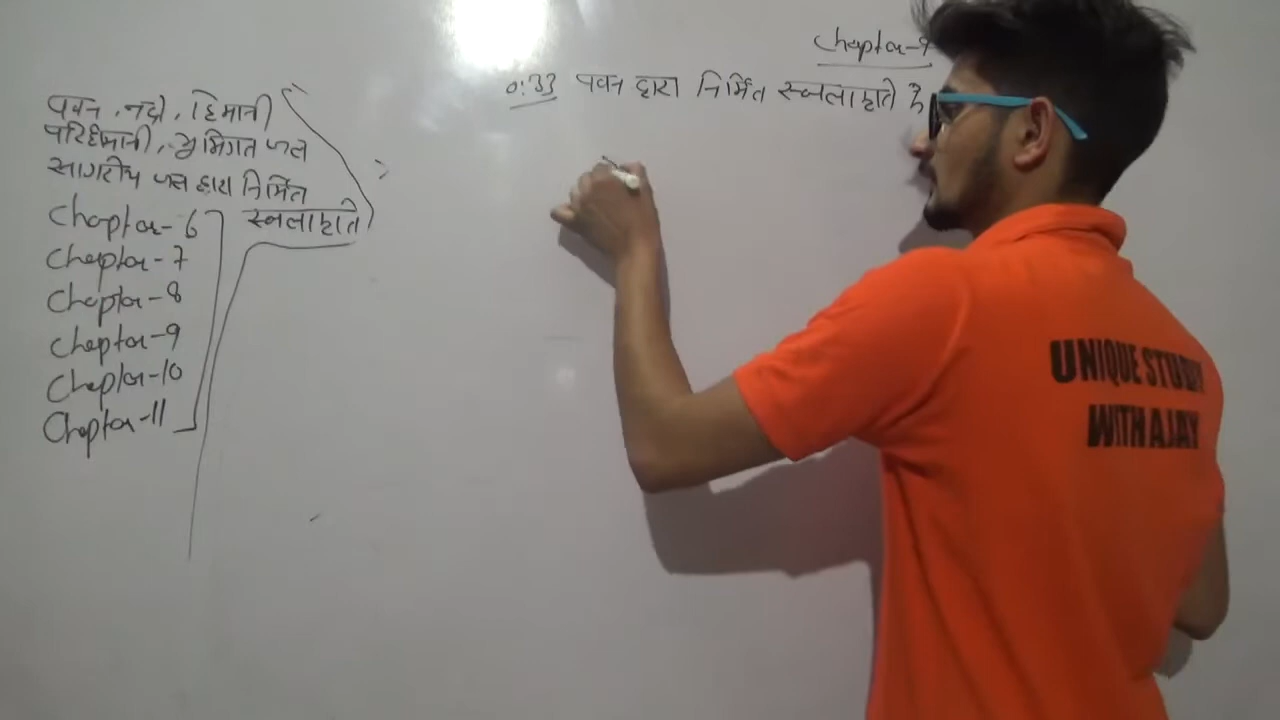 पवन, नदी, हिमानी
परिहिमानी, भूमिगत जल
सागरीय जल द्वारा निर्मित
स्थलाकृति
Chapter-6
Chapter-7
Chapter-8
Chapter-9
Chapter-10
Chapter-11
Chapter-9
0:33 पवन द्वारा निर्मित स्थलाकृति है
UNIQUE STUDY
WITH AJAY